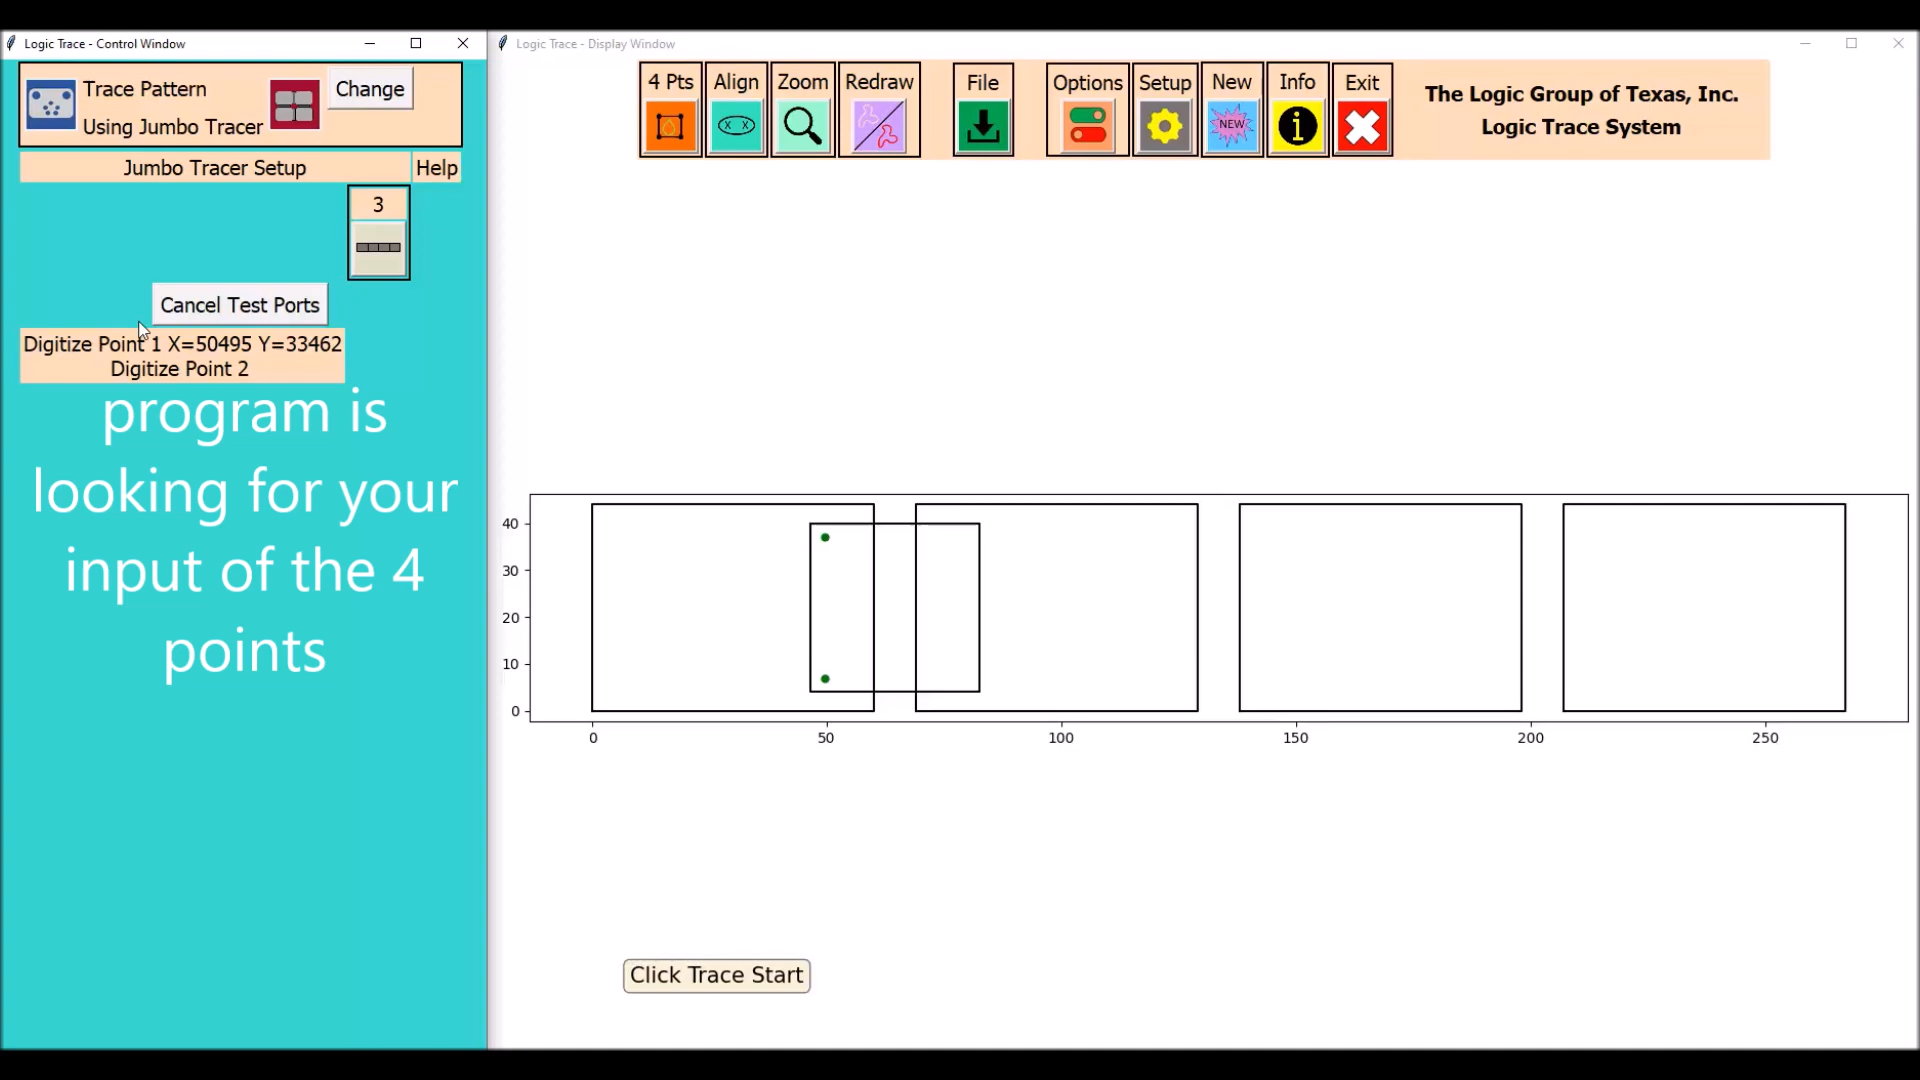 Logic Trace - Control Window
Trace Pattern
Using Jumbo Tracer
Change
Jumbo Tracer Setup
Help
3
Cancel Test Ports
Digitize Point 1 X=50495 Y=33462
Digitize Point 2
program is
looking for your
input of the 4
points
Logic Trace - Display Window
4 Pts
Align
Zoom
Redraw
File
Options
Setup
New
Info
Exit
X X
NEW
i
The Logic Group of Texas, Inc.
Logic Trace System
40
30
20
10
0
0
50
100
150
200
250
Click Trace Start